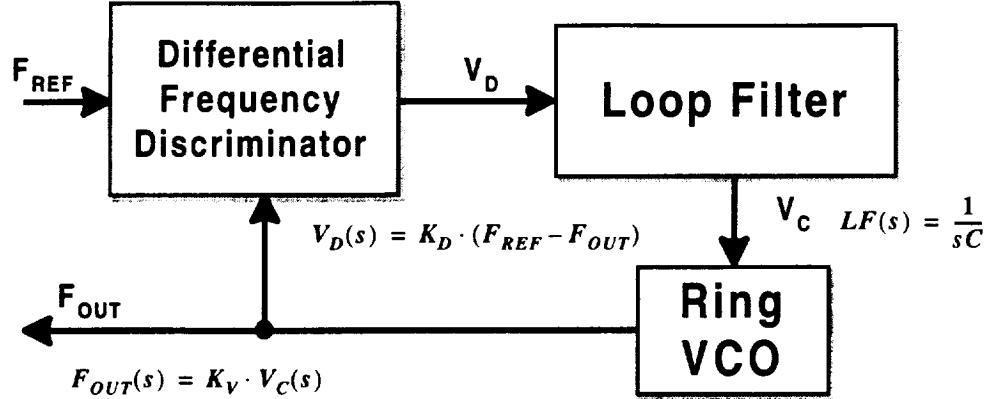 Differential
Frequency
Discriminator
F_REF
V_D
Loop Filter
V_C
LF(s) = 1/sC
V_D(s) = K_D · (F_REF – F_OUT)
Ring
VCO
F_OUT
F_OUT(s) = K_V · V_C(s)